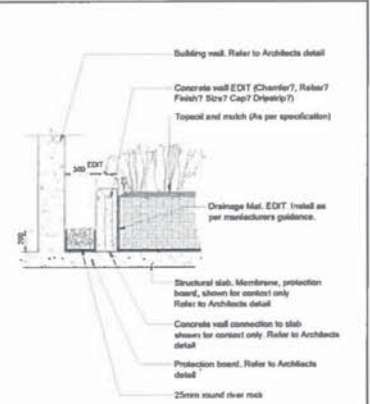 Building wall. Refer to Architects detail
Concrete wall EDIT (Chamfer?, Rebar?
Finish? Size? Cap? Dripstrip?)
Topsoil and mulch (As per specification)
EDIT
300
Drainage Mat. EDIT. Install as
per manfacturers guidance.
200
Structural slab. Membrane, protection
board, shown for context only
Refer to Architects detail
Concrete wall connection to slab
shown for context only. Refer to Architects
detail
Protection board. Refer to Architects
detail
25mm round river rock